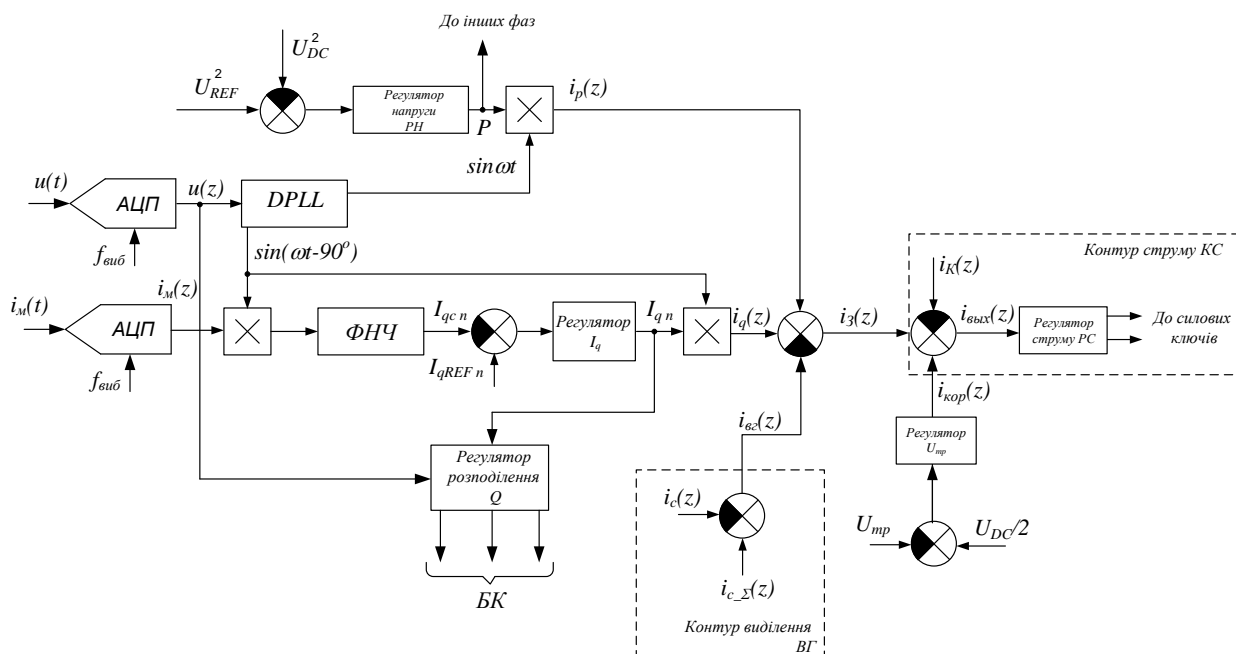 До інших фаз
U²DC
U²REF
Регулятор
напруги
РН
P
iр(z)
sinωt
u(t)
АЦП
u(z)
DPLL
fвиб
sin(ωt-90°)
Контур струму КС
iК(z)
iм(t)
АЦП
iм(z)
ФНЧ
Iqc n
Регулятор
Iq
Iq n
iq(z)
iЗ(z)
iвых(z)
Регулятор
струму РС
До силових
ключів
IqREF n
fвиб
iкор(z)
iвг(z)
Регулятор
Uтр
Регулятор
розподілення
Q
ic(z)
Uтр
UDC/2
ic_Σ(z)
БК
Контур виділення
ВГ